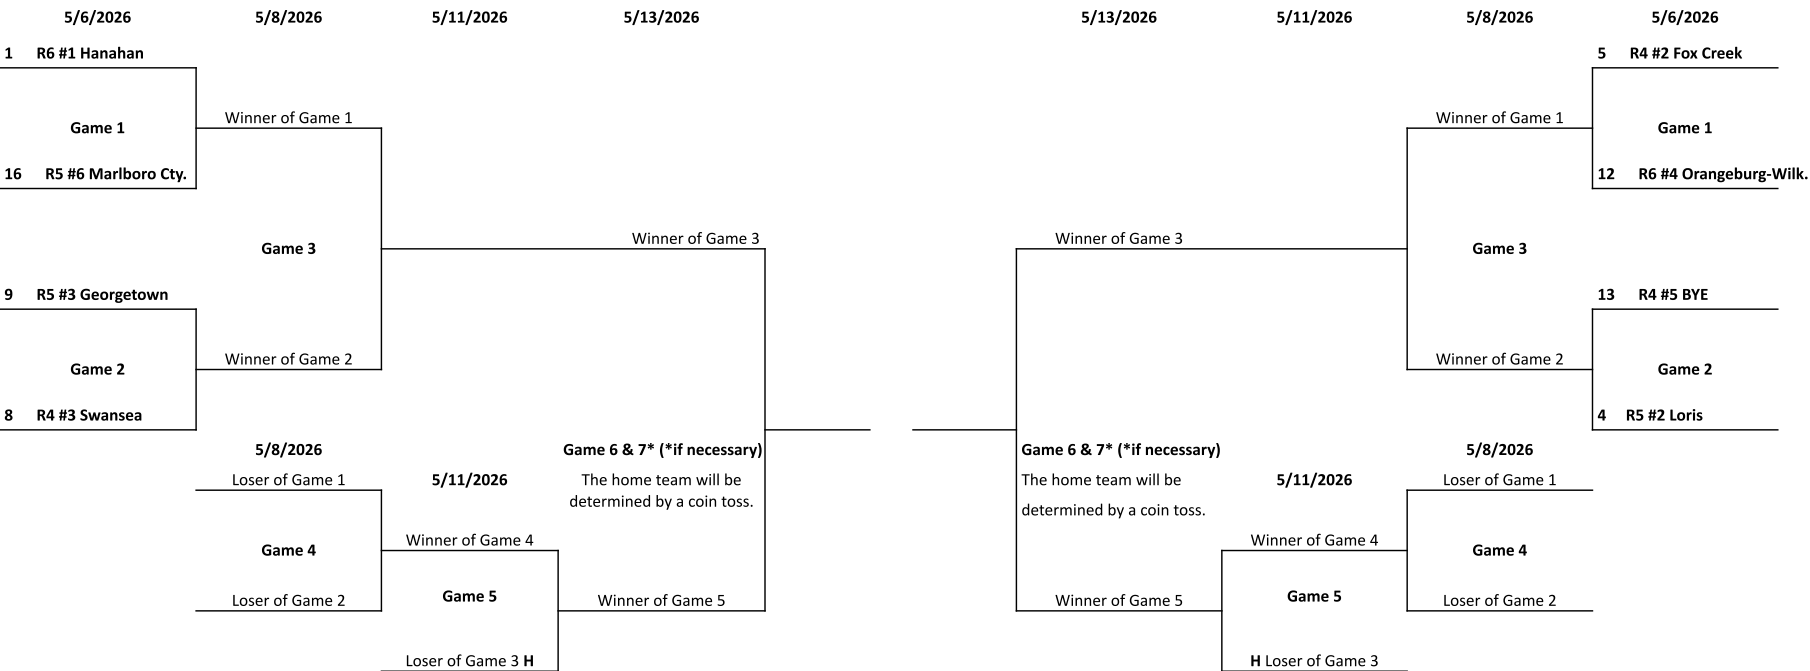 5/6/2026 5/8/2026 5/11/2026 5/13/2026 5/13/2026 5/11/2026 5/8/2026 5/6/2026
1 R6 #1 Hanahan 5 R4 #2 Fox Creek
Winner of Game 1 Winner of Game 1
Game 1 Game 1
16 R5 #6 Marlboro Cty. 12 R6 #4 Orangeburg-Wilk.
Winner of Game 3 Winner of Game 3
Game 3 Game 3
9 R5 #3 Georgetown 13 R4 #5 BYE
Winner of Game 2 Winner of Game 2
Game 2 Game 2
8 R4 #3 Swansea 4 R5 #2 Loris
5/8/2026 Game 6 & 7* (*if necessary) Game 6 & 7* (*if necessary) 5/8/2026
Loser of Game 1 5/11/2026 The home team will be The home team will be 5/11/2026 Loser of Game 1
determined by a coin toss. determined by a coin toss.
Winner of Game 4 Winner of Game 4
Game 4 Game 4
Game 5 Game 5
Loser of Game 2 Winner of Game 5 Winner of Game 5 Loser of Game 2
Loser of Game 3 H H Loser of Game 3